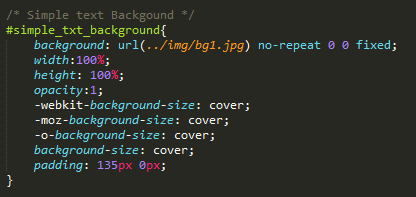 /* Simple text Backgound */
#simple_txt_background{
background: url(../img/bg1.jpg) no-repeat 0 0 fixed;
width:100%;
height: 100%;
opacity:1;
-webkit-background-size: cover;
-moz-background-size: cover;
-o-background-size: cover;
background-size: cover;
padding: 135px 0px;
}